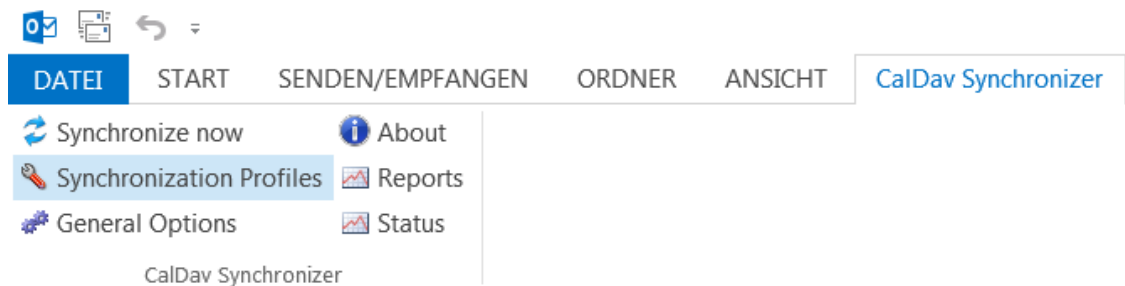 DATEI START SENDEN/EMPFANGEN ORDNER ANSICHT CalDav Synchronizer
Synchronize now About
Synchronization Profiles Reports
General Options Status
CalDav Synchronizer